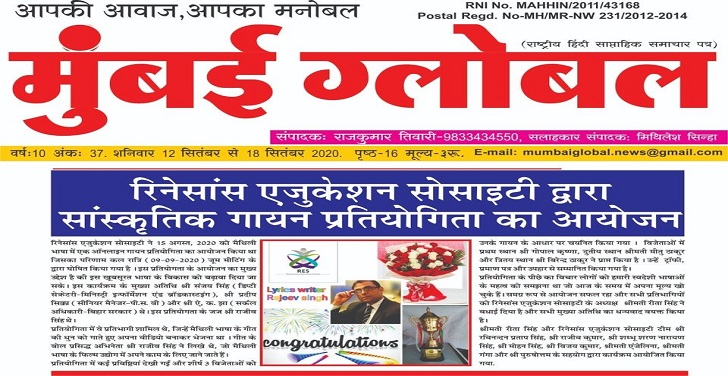 आपकी आवाज,आपका मनोबल
RNI No. MAHHIN/2011/43168
Postal Regd. No-MH/MR-NW 231/2012-2014
(राष्ट्रीय हिंदी साप्ताहिक समाचार पत्र)
मुंबई ग्लोबल
संपादकः राजकुमार तिवारी-9833434550, सलाहकार संपादक: मिथिलेश सिन्हा
वर्षः10 अंकः 37. शनिवार 12 सितंबर से 18 सितंबर 2020. पृष्ठ-16 मूल्य-3रू. E-mail: mumbaiglobal.news@gmail.com
रिनेसांस एजुकेशन सोसाइटी द्वारा
सांस्कृतिक गायन प्रतियोगिता का आयोजन
रिनेसांस एजुकेशन सोसाइटी ने 15 अगस्त, 2020 को मैथिली
भाषा में एक ऑनलाइन गायन प्रतियोगिता का आयोजन किया था
जिसका परिणाम कल रात्रि (09-09-2020) जूम मीटिंग के
द्वारा घोषित किया गया है। इस प्रतियोगिता के आयोजन का मुख्य
उद्देश है की इस खूबसूरत भाषा के विकास को बढ़ावा दिया जा
सके। इस कार्यक्रम के मुख्या अतिथि श्री संजय सिंह (डिप्टी
सेक्रेटरी-मिनिस्ट्री इन्फॉर्मेशन एंड ब्रॉडकास्टइंग), श्री प्रदीप
सिख्रा (सीनियर मैनेजर-पी.स.वी) और श्री ए. झा (सर्कल
अधिकारी-बिहार सरकार) थे।इस प्रतियोगिता के जज श्री राजीव
सिंह थे।
प्रतियोगिता में ९ प्रतिभागी शामिल थे, जिन्हें मैथिली भाषा के गीत
की धुन को गाते हुए अपना वीडियो बनाकर भेजना था । गीत के
बोल प्रसिद्ध अभिनेता श्री राजीव सिंह ने लिखे थे, जो मैथिली
भाषा के फिल्म उद्योग में अपने काम के लिए जाने जाते हैं।
प्रतियोगिता में कई प्रविष्टियां देखी गईं और शीर्ष 3 विजेताओं को
RES
Lyrics writer
Rajeev singh
congratulations
उनके गायन के आधार पर चयनित किया गया । विजेताओं में
प्रथम स्थान श्री गोपाल कृष्णा, दृतीय स्थान श्रीमती मीतू ठाकुर
और त्रितय स्थान श्री बिरेन्द्र ठाकुर ने प्राप्त किया है । उन्हें ट्रॉफी,
प्रमाण पत्र और उपहार से सम्मानित किया गया है।
प्रतियोगिता के पीछे का विचार लोगों को हमारी स्वदेशी भाषाओं
के महत्व को समझाना था जो आज के समय में अपना मूल्य खो
चुके हैं। समग्र रूप से आयोजन सफल रहा और सभी प्रतिभागियों
को रिनेसांस एजुकेशन सोसाइटी के अध्यक्ष श्रीमती रीता सिंह ने
बधाई दिया है और सभी मुख्या अतिथि का धन्यवाद व्यत्त किया
है।
श्रीमती रीता सिंह और रिनेसांस एजुकेशन सोसाइटी टीम श्री
रविनन्दन प्रताप सिंह, श्री राजीव कुमार, श्री शम्भू शरण नारायण
सिंह, श्री मोहन सिंह, श्री विजय कुमार, श्रीमती एंजेलिना, श्रीमती
गंगा और श्री पुरुषोत्तम के सहयोग द्वारा कार्यक्रम आयोजित किया
गया.